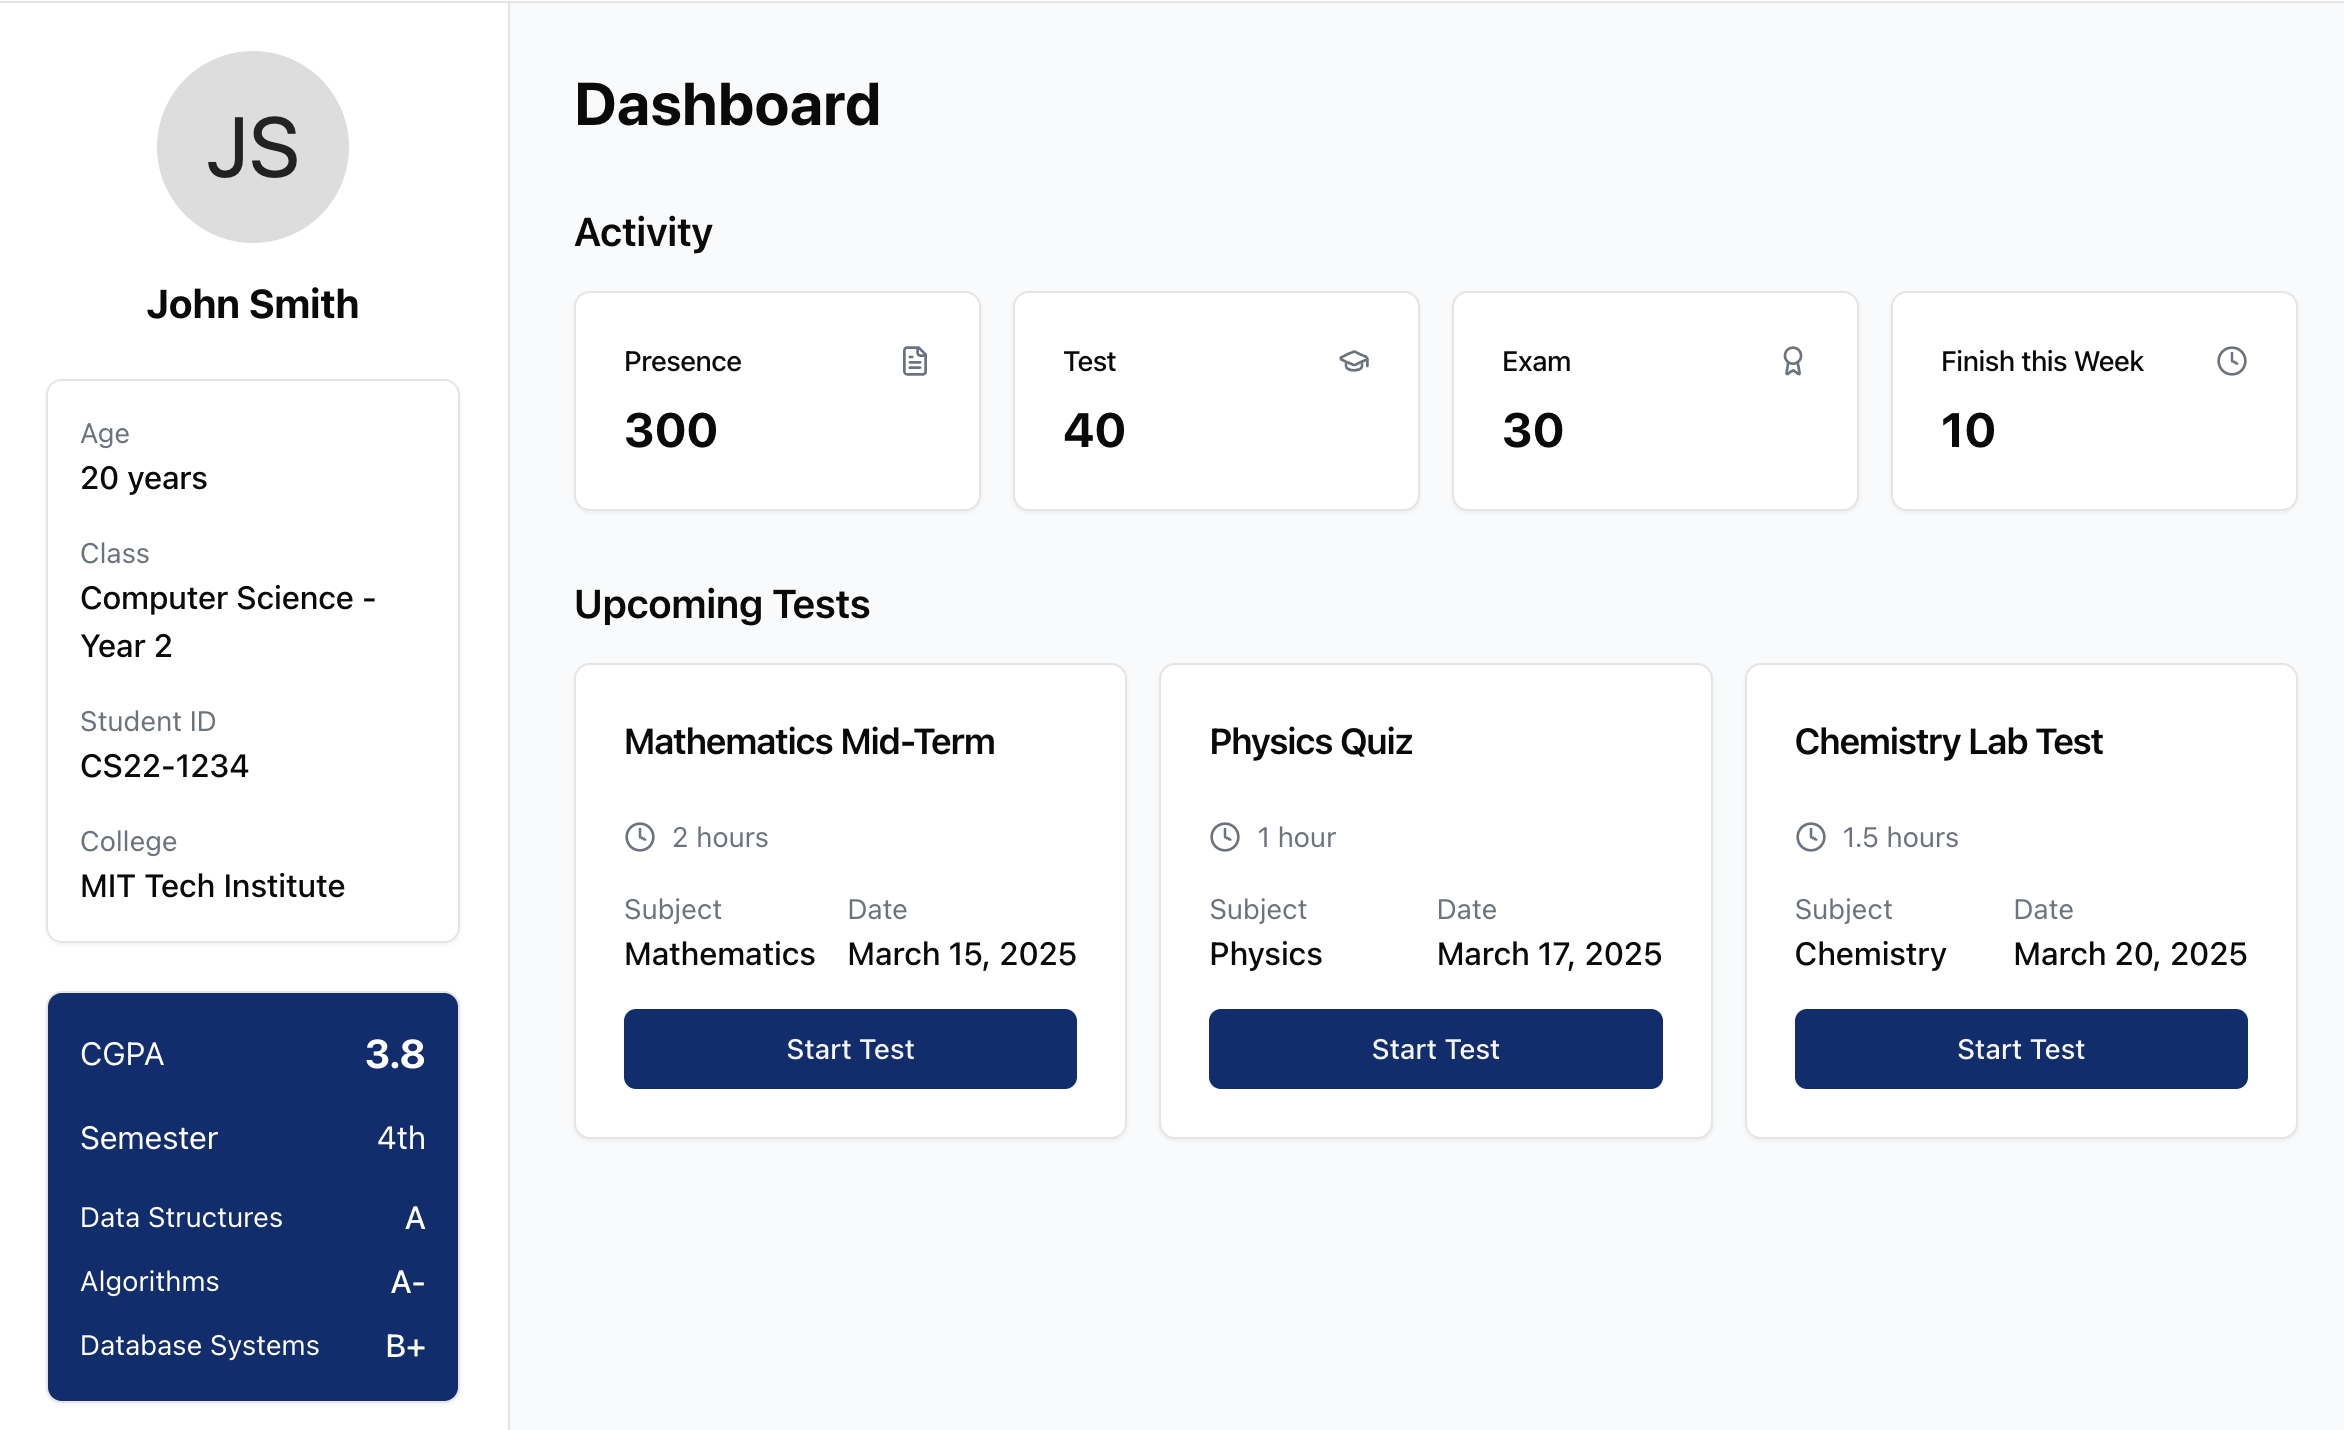 JS
John Smith
Age
20 years
Class
Computer Science -
Year 2
Student ID
CS22-1234
College
MIT Tech Institute
CGPA 3.8
Semester 4th
Data Structures A
Algorithms A-
Database Systems B+
Dashboard
Activity
Presence
300
Test
40
Exam
30
Finish this Week
10
Upcoming Tests
Mathematics Mid-Term
2 hours
Subject Date
Mathematics March 15, 2025
Start Test
Physics Quiz
1 hour
Subject Date
Physics March 17, 2025
Start Test
Chemistry Lab Test
1.5 hours
Subject Date
Chemistry March 20, 2025
Start Test